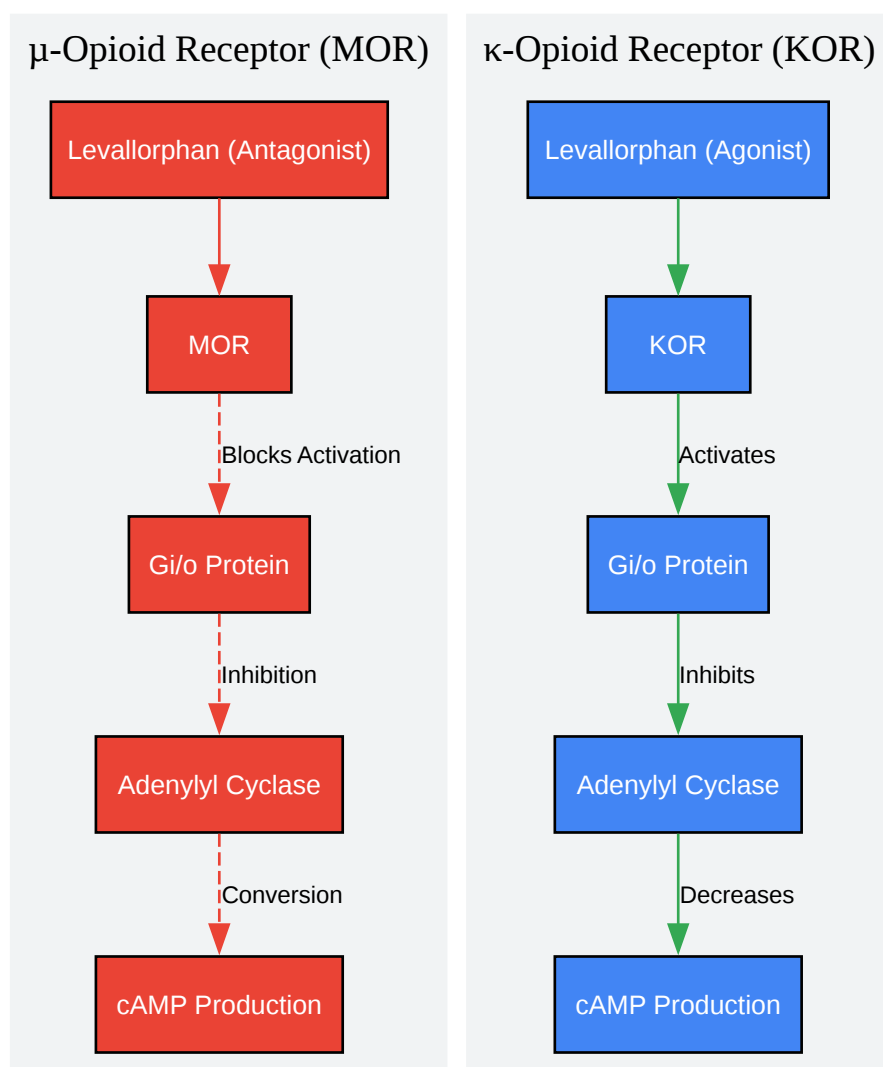 µ-Opioid Receptor (MOR)
Levallorphan (Antagonist)
MOR
Blocks Activation
Gi/o Protein
Inhibition
Adenylyl Cyclase
Conversion
cAMP Production
κ-Opioid Receptor (KOR)
Levallorphan (Agonist)
KOR
Activates
Gi/o Protein
Inhibits
Adenylyl Cyclase
Decreases
cAMP Production